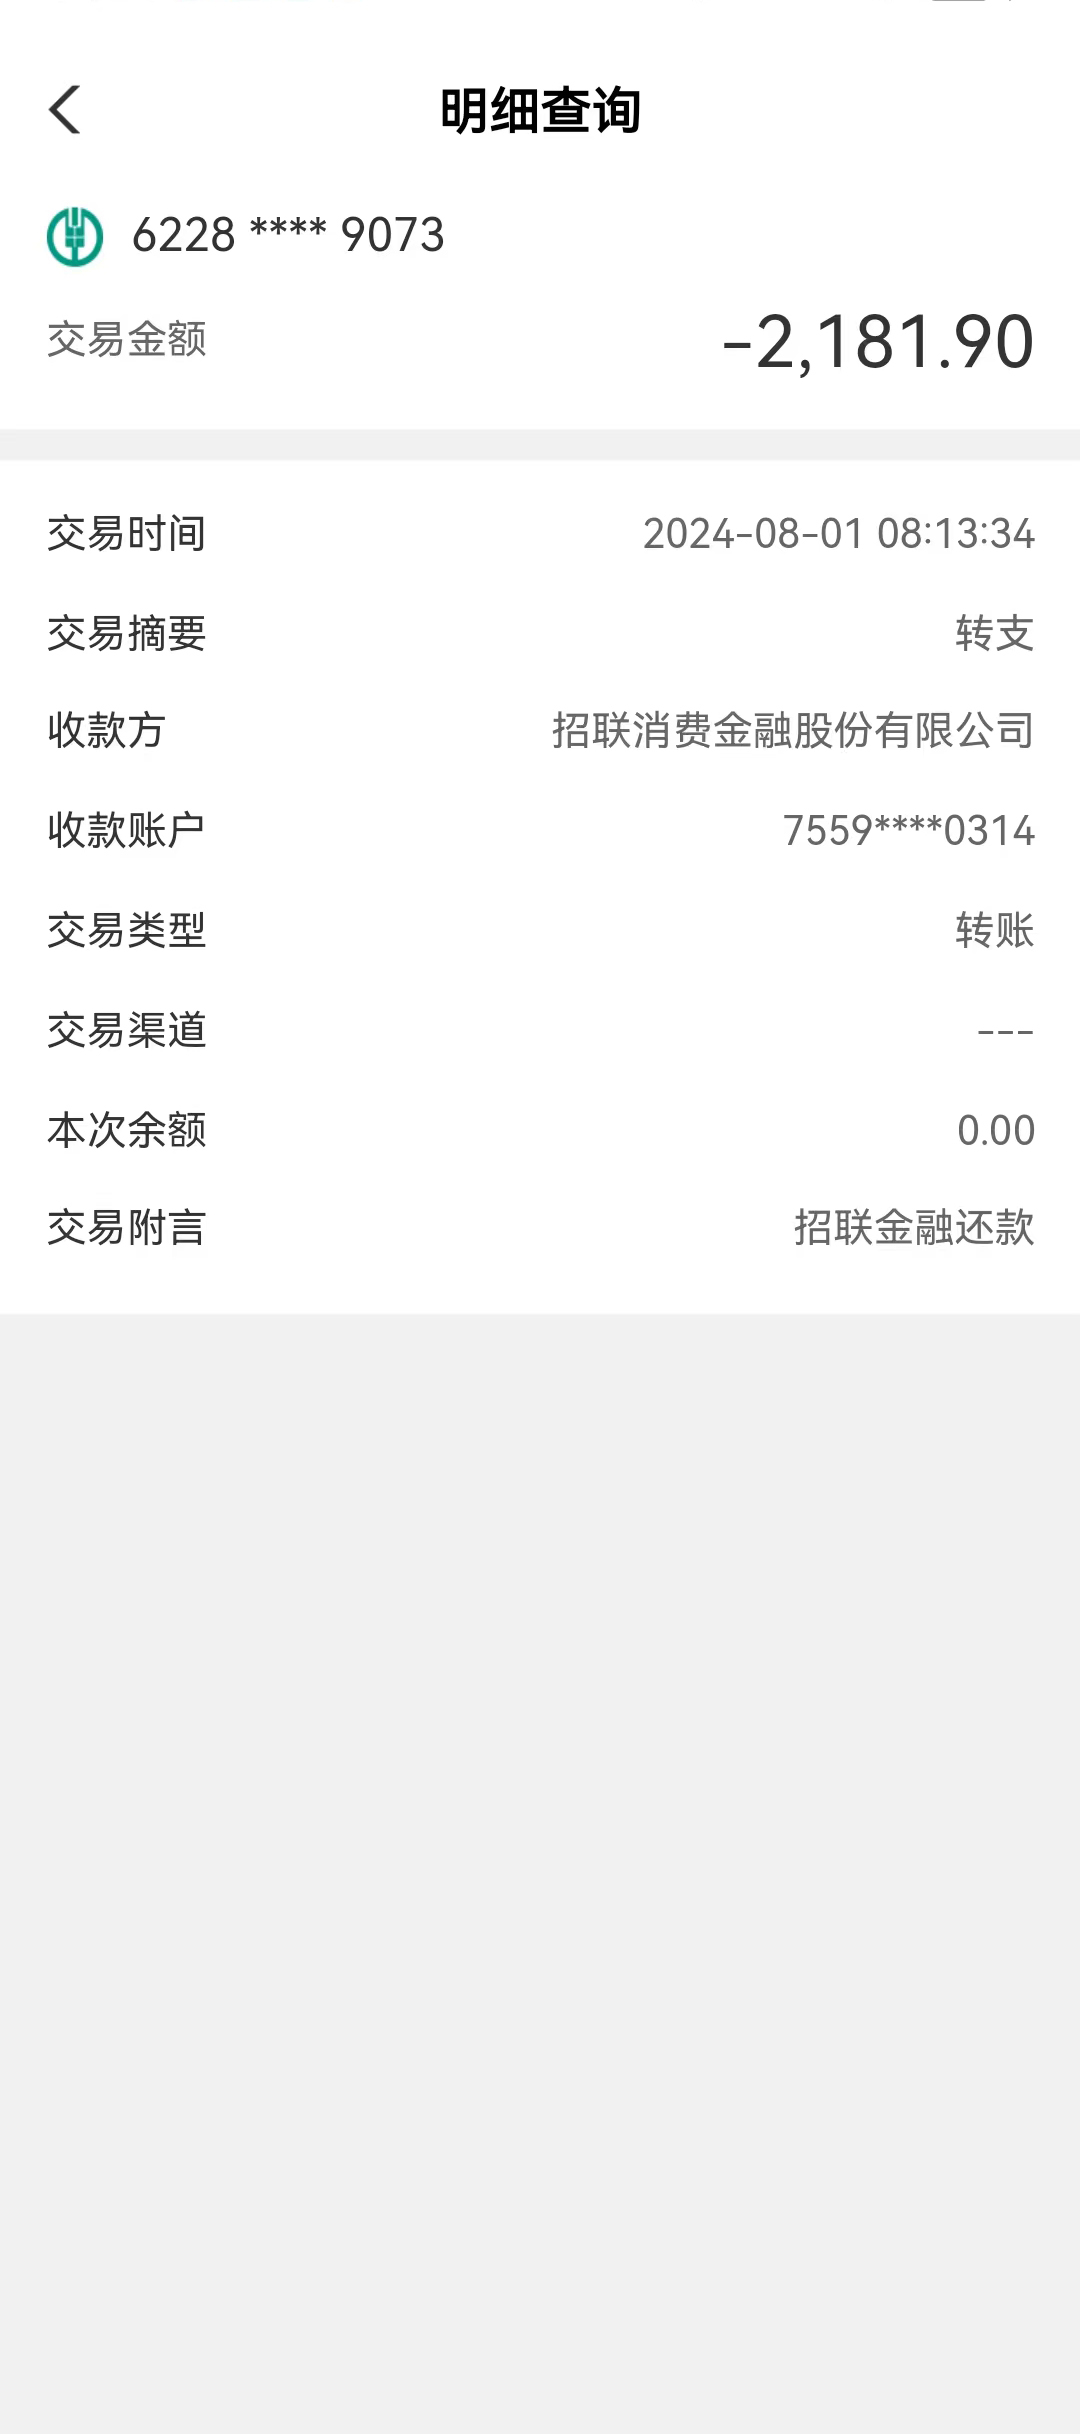 明细查询
6228 **** 9073
交易金额 -2,181.90
交易时间 2024-08-01 08:13:34
交易摘要 转支
收款方 招联消费金融股份有限公司
收款账户 7559****0314
交易类型 转账
交易渠道 ---
本次余额 0.00
交易附言 招联金融还款